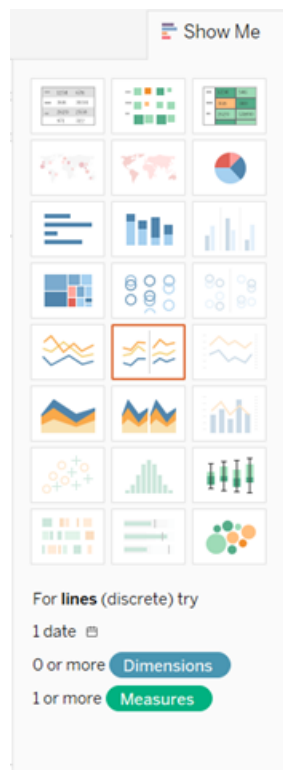 Show Me
For lines (discrete) try
1 date
0 or more Dimensions
1 or more Measures